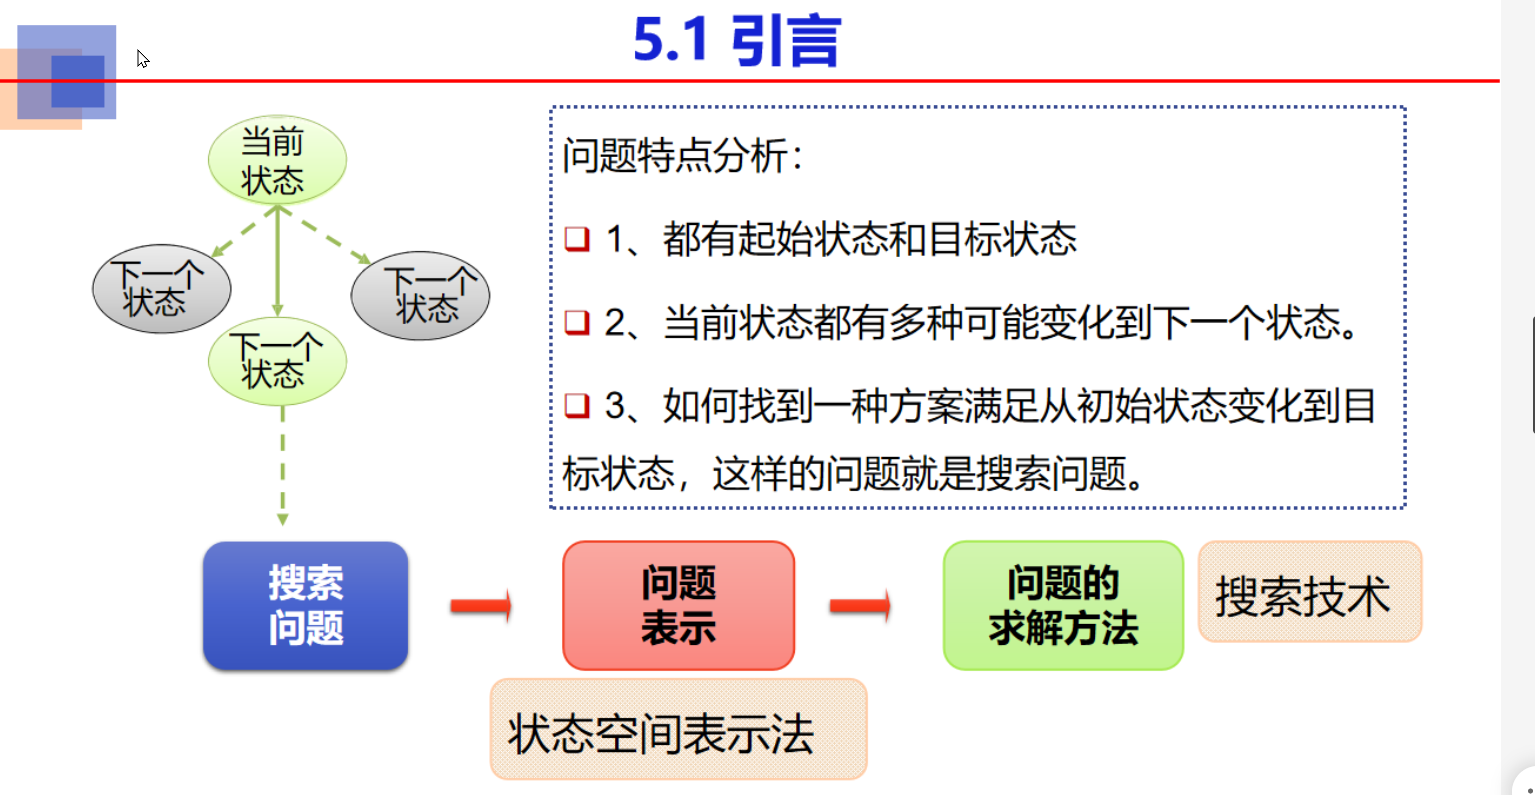 5.1 引言
当前
状态
下一个
状态
下一个
状态
下一个
状态
问题特点分析：
1、都有起始状态和目标状态
2、当前状态都有多种可能变化到下一个状态。
3、如何找到一种方案满足从初始状态变化到目
标状态，这样的问题就是搜索问题。
搜索
问题
问题
表示
问题的
求解方法
搜索技术
状态空间表示法